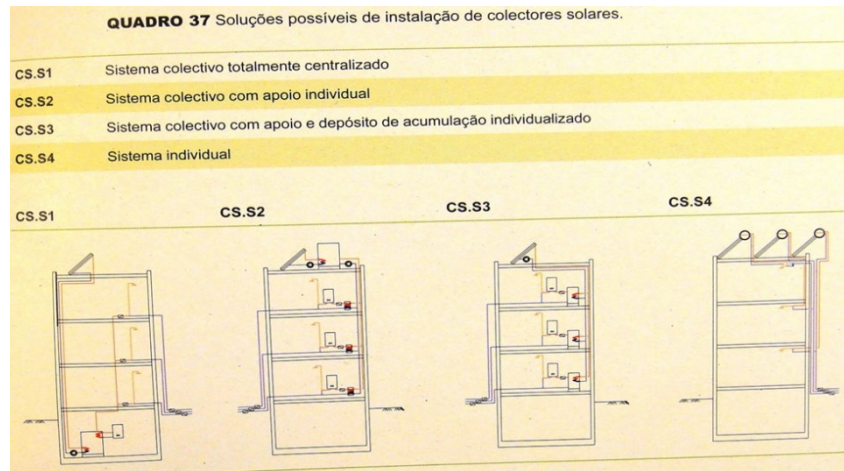 QUADRO 37 Soluções possíveis de instalação de colectores solares.
CS.S1 Sistema colectivo totalmente centralizado
CS.S2 Sistema colectivo com apoio individual
CS.S3 Sistema colectivo com apoio e depósito de acumulação individualizado
CS.S4 Sistema individual
CS.S1 CS.S2 CS.S3 CS.S4